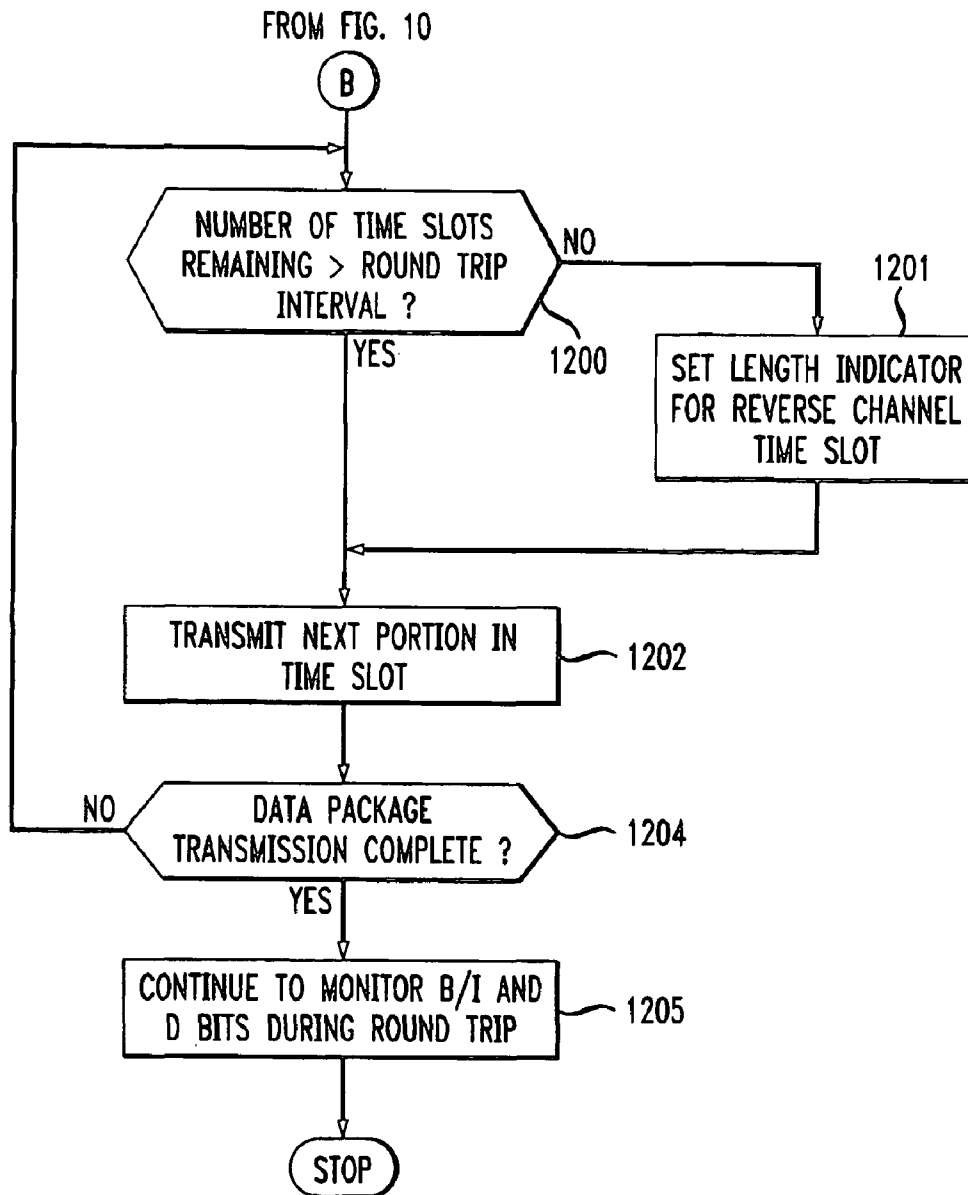 FROM FIG. 10
B
NUMBER OF TIME SLOTS
REMAINING > ROUND TRIP
INTERVAL ?
NO
1201
YES
1200
SET LENGTH INDICATOR
FOR REVERSE CHANNEL
TIME SLOT
TRANSMIT NEXT PORTION IN
TIME SLOT
1202
NO
DATA PACKAGE
TRANSMISSION COMPLETE ?
1204
YES
CONTINUE TO MONITOR B/I AND
D BITS DURING ROUND TRIP
1205
STOP